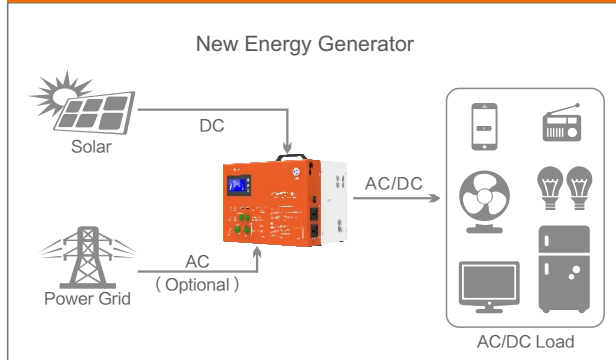 New Energy Generator
DC
Solar
AC/DC
AC
( Optional )
Power Grid
AC/DC Load